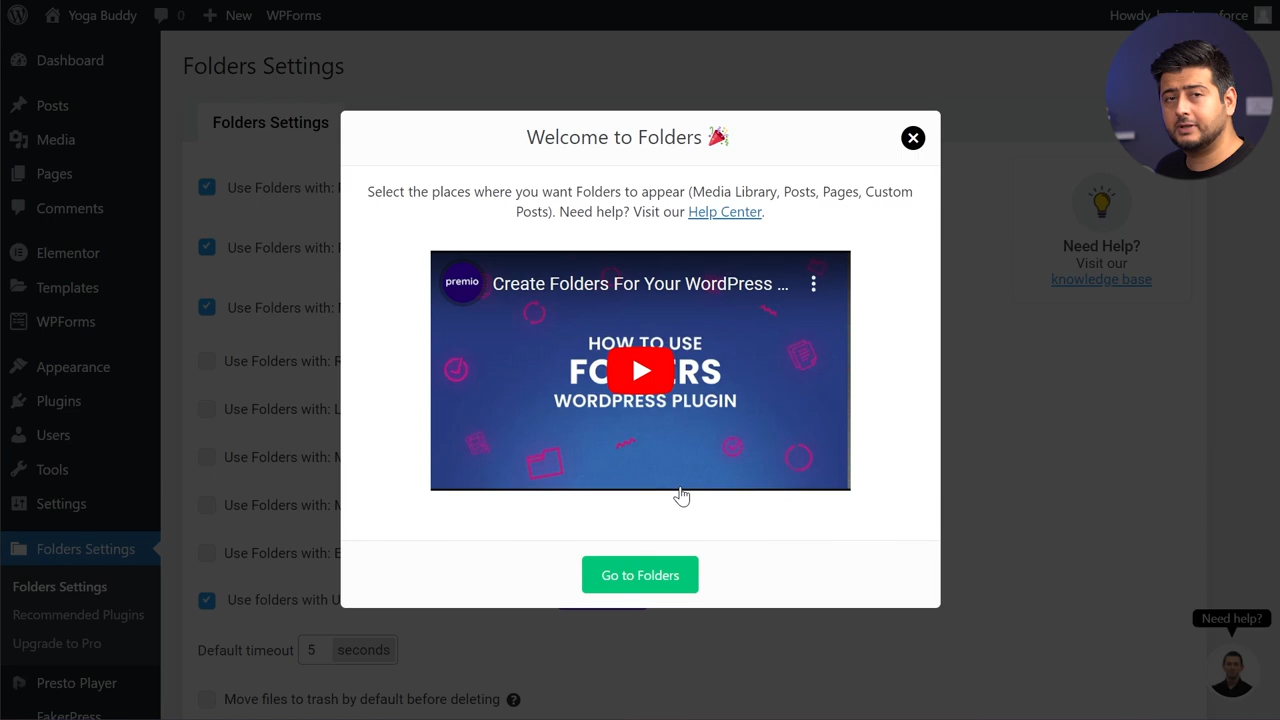 Yoga Buddy
0
New
WPForms
Howdy,
Dashboard
Posts
Media
Pages
Comments
Elemento
Templates
WPForms
Appearance
Plugins
Users
Tools
Settings
Folders Settings
Folders Settings
Recommended Plugins
Upgrade to Pro
Presto Player
FakerPress
Folders Settings
Folders Settings
Use Folders with:
Use Folders with:
Use Folders with:
Use Folders with: R
Use Folders with: L
Use Folders with: M
Use Folders with: M
Use Folders with: E
Use folders with U
Default timeout 5 seconds
Move files to trash by default before deleting ?
Welcome to Folders
Select the places where you want Folders to appear (Media Library, Posts, Pages, Custom
Posts). Need help? Visit our Help Center.
premio
Create Folders For Your WordPress ...
HOW TO USE
WORDPRESS PLUGIN
Go to Folders
Need Help?
Visit our
knowledge base
Need help?